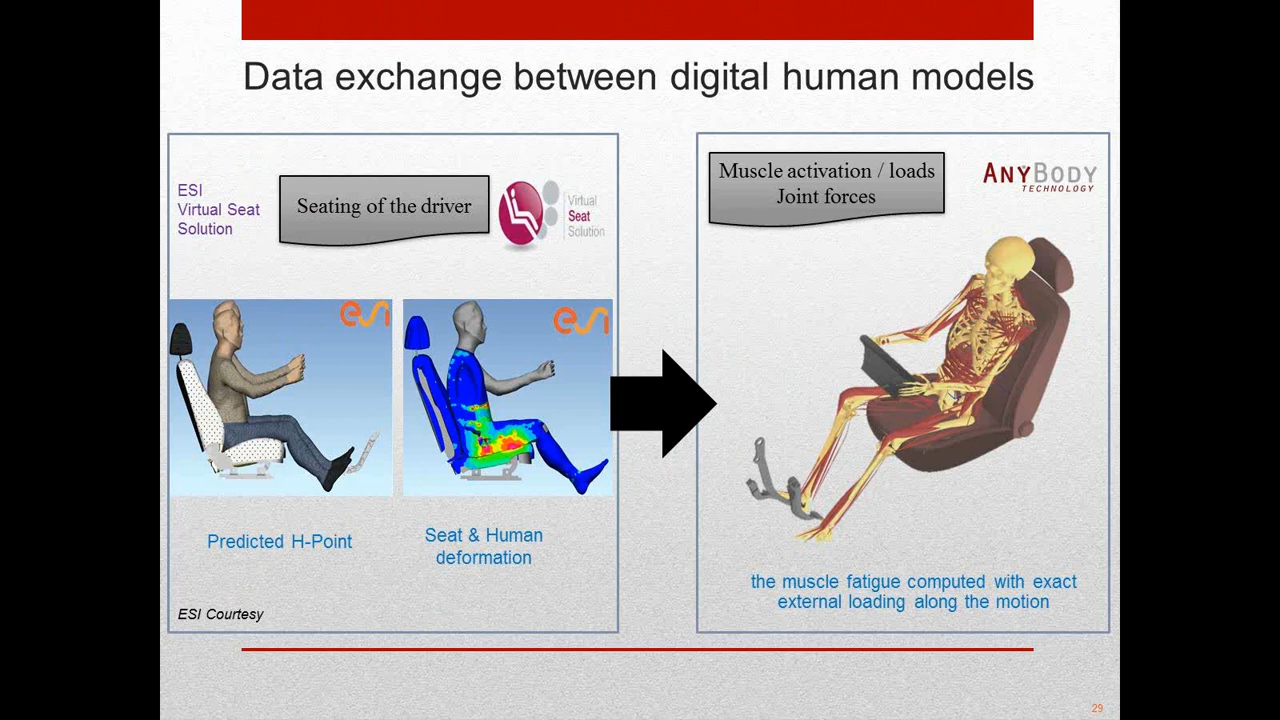 Data exchange between digital human models
ESI
Virtual Seat
Solution
Seating of the driver
Virtual
Seat
Solution
esi
esi
Predicted H-Point
Seat & Human
deformation
ESI Courtesy
Muscle activation / loads
Joint forces
ANYBODY
TECHNOLOGY
the muscle fatigue computed with exact
external loading along the motion
29